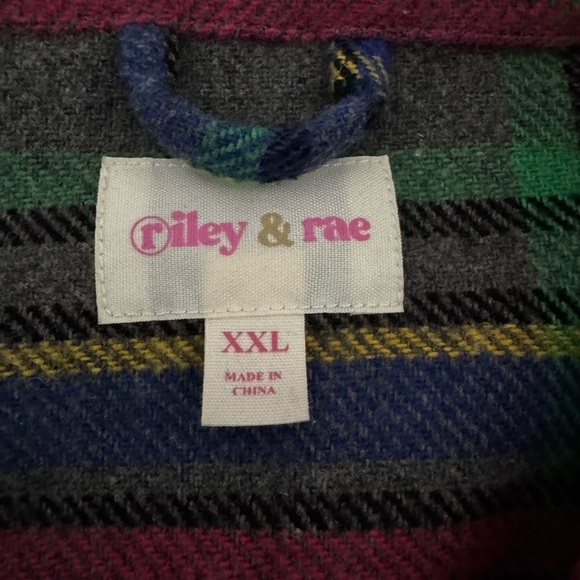 riley & rae
XXL
MADE IN
CHINA